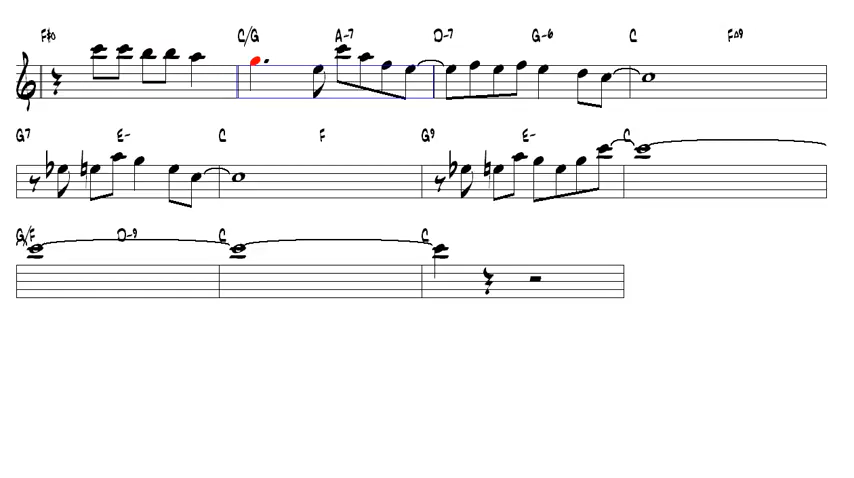 F#o C/G A-7 D-7 G-6 C F△9
G7 E- C F G9 E- C
G/F D-9 C C